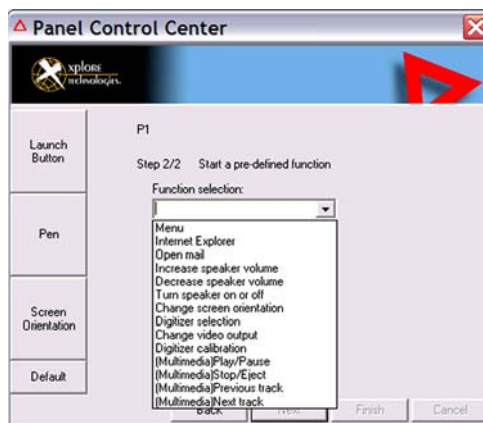 Panel Control Center
xplore
technologies.
Launch
Button
Pen
Screen
Orientation
Default
P1
Step 2/2 Start a pre-defined function
Function selection:
Menu
Internet Explorer
Open mail
Increase speaker volume
Decrease speaker volume
Turn speaker on or off
Change screen orientation
Digitizer selection
Change video output
Digitizer calibration
(Multimedia)Play/Pause
(Multimedia)Stop/Eject
(Multimedia)Previous track
(Multimedia)Next track
Back Next Finish Cancel